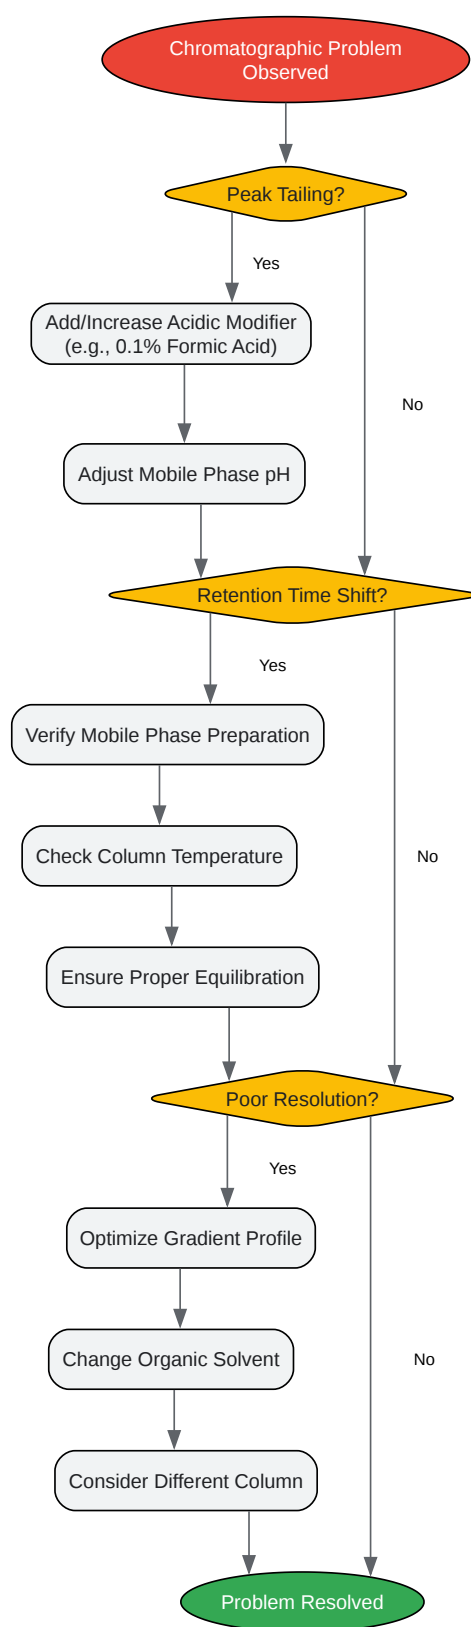 Chromatographic Problem
Observed
Peak Tailing?
Yes
Add/Increase Acidic Modifier
(e.g., 0.1% Formic Acid)
No
Adjust Mobile Phase pH
Retention Time Shift?
Yes
Verify Mobile Phase Preparation
Check Column Temperature
No
Ensure Proper Equilibration
Poor Resolution?
Yes
Optimize Gradient Profile
Change Organic Solvent
No
Consider Different Column
Problem Resolved